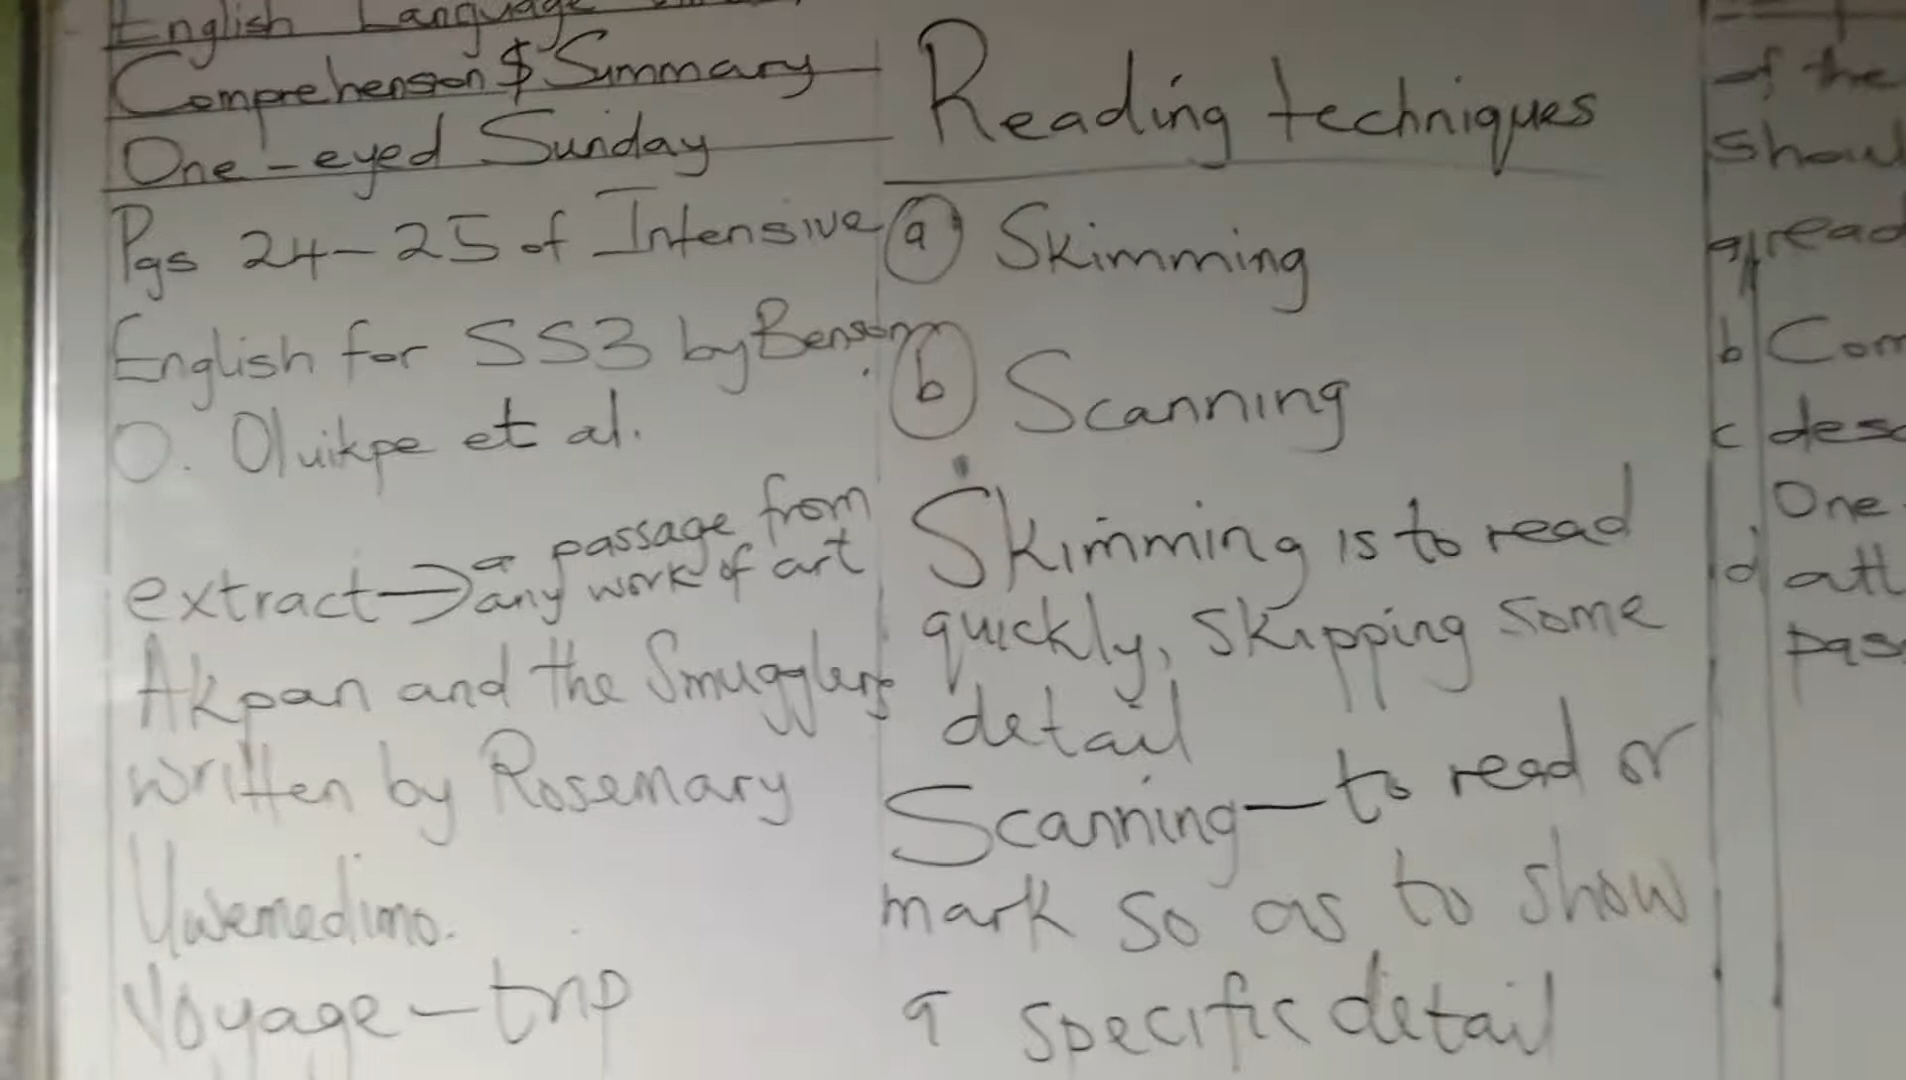 English Language
Comprehenson & Summary
One-eyed Sunday
Pgs 24-25 of Intensive
English for SS3 by Benson
O. Oluikpe et al.
extract → a passage from
any work of art
Akpan and the Smugglers
written by Rosemary
Uwemedimo.
Voyage - trip
Reading techniques
a Skimming
b Scanning
Skimming is to read
quickly, skipping some
detail
Scanning - to read or
mark so as to show
a specific detail
of the
a read
b Com
c desc
One
d att
pas